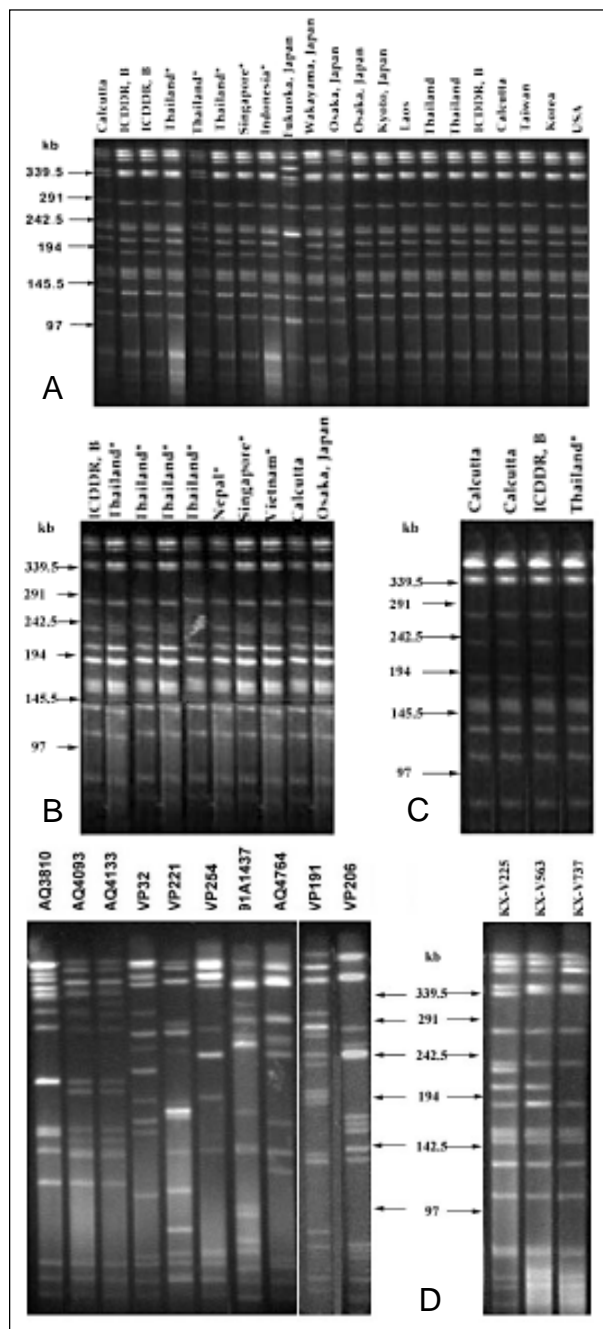 kb
Calcutta
ICDDR, B
ICDDR, B
Thailand*
Thailand*
Thailand*
Singapore*
Indonesia*
Fukuoka, Japan
Wakayama, Japan
Osaka, Japan
Osaka, Japan
Kyoto, Japan
Laos
Thailand
Thailand
ICDDR, B
Calcutta
Taiwan
Korea
USA
339.5
291
242.5
194
145.5
97
A
kb
ICDDR, B
Thailand*
Thailand*
Thailand*
Thailand*
Nepal*
Singapore*
Vietnam*
Calcutta
Osaka, Japan
339.5
291
242.5
194
145.5
97
B
kb
Calcutta
Calcutta
ICDDR, B
Thailand*
339.5
291
242.5
194
145.5
97
C
AQ3810
AQ4093
AQ4133
VP32
VP221
VP254
91A1437
AQ4764
VP191
VP206
kb
KX-V225
KX-V563
KX-V737
339.5
291
242.5
194
142.5
97
D